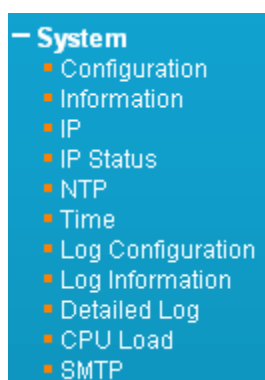 System
Configuration
Information
IP
IP Status
NTP
Time
Log Configuration
Log Information
Detailed Log
CPU Load
SMTP